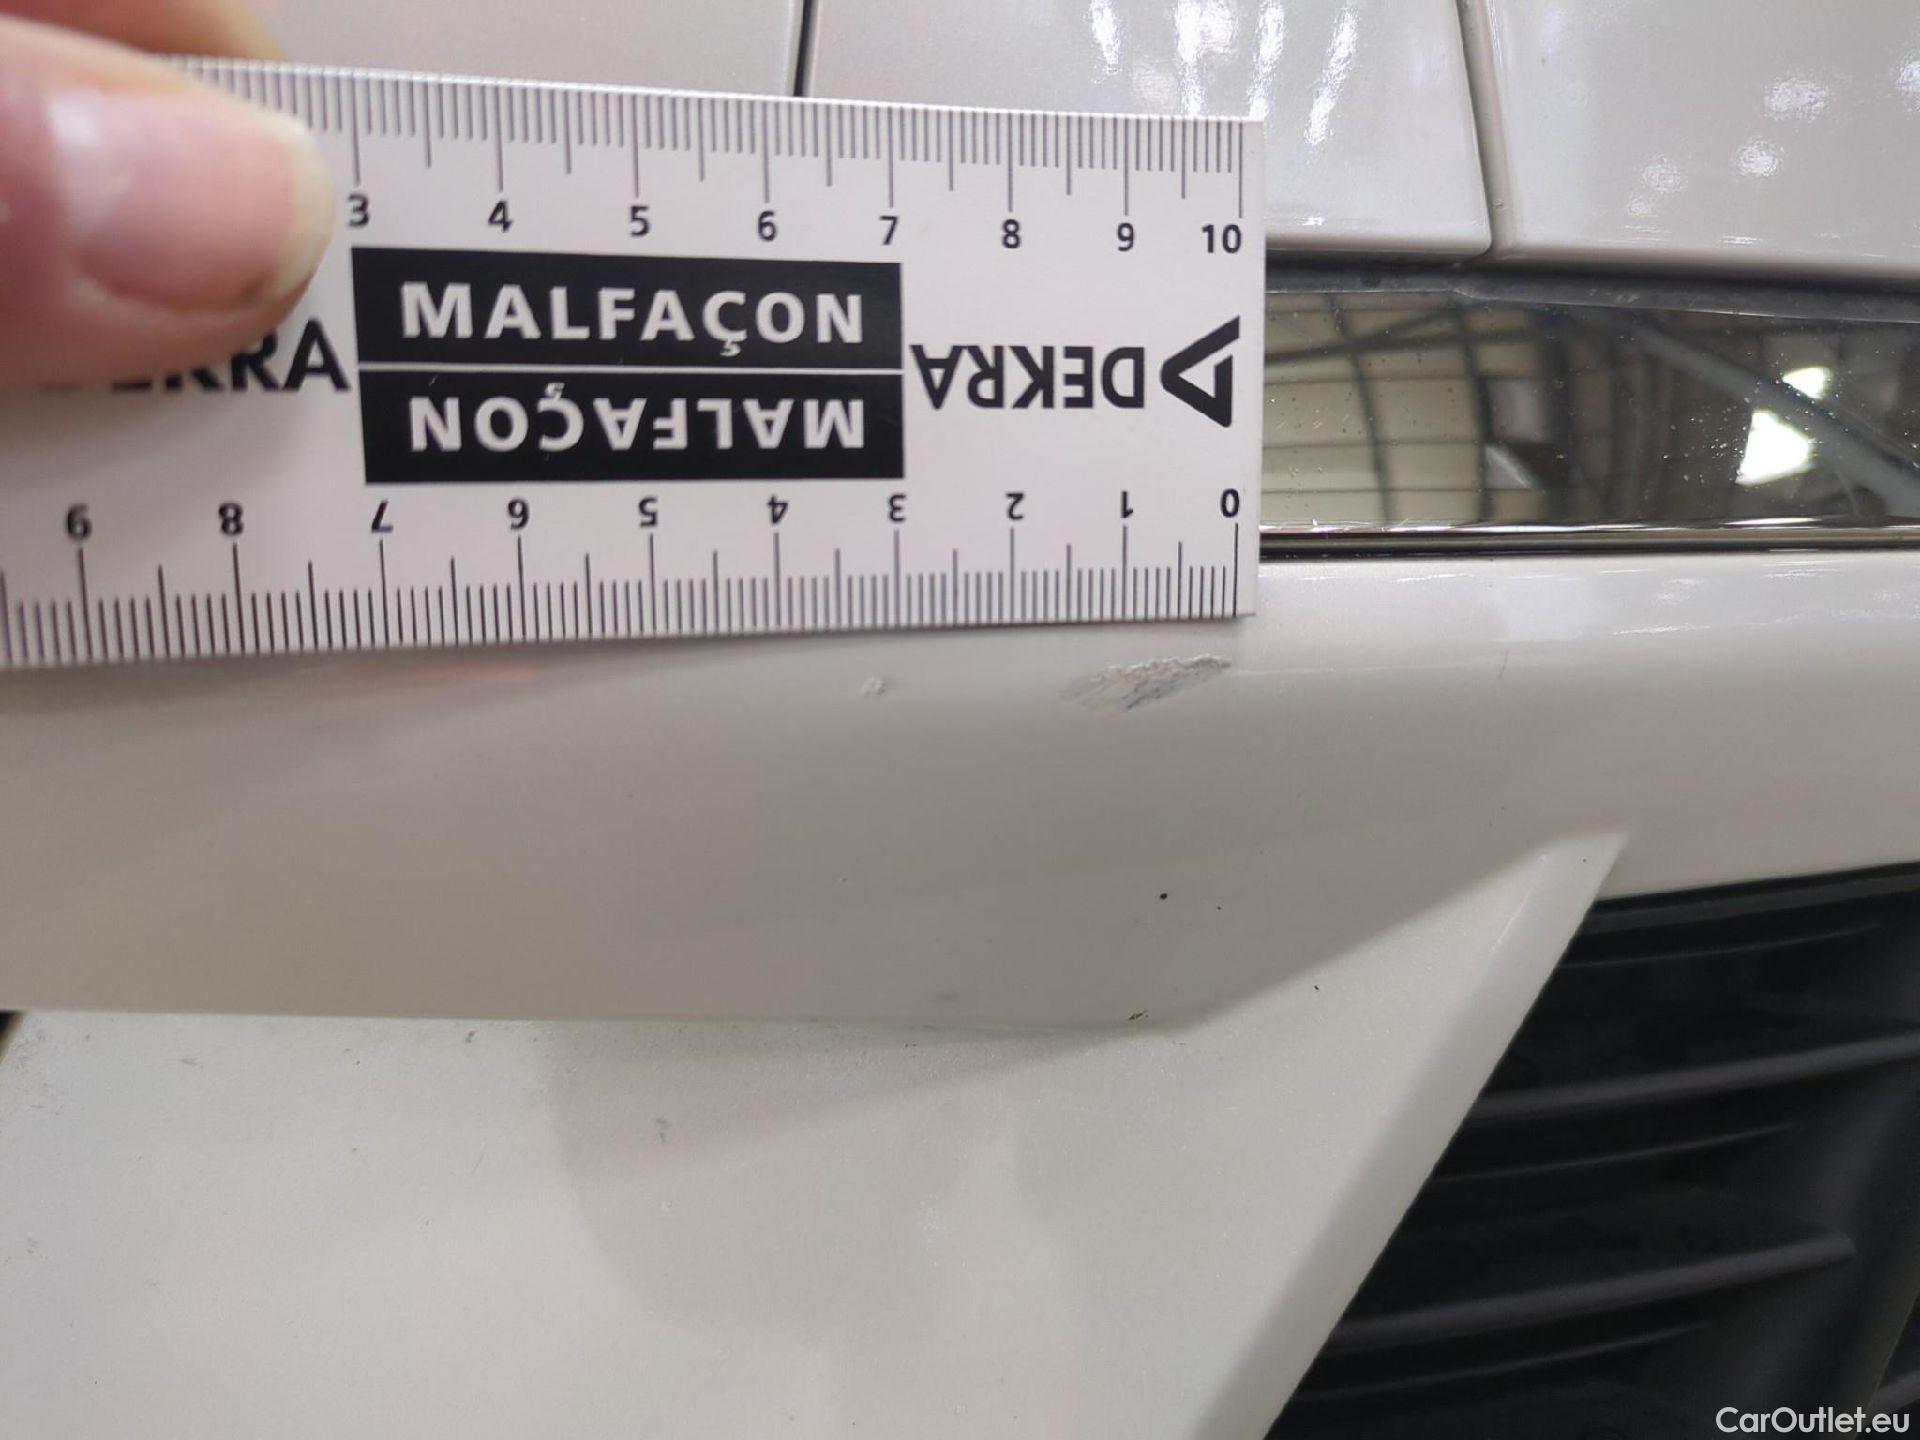 3 4 5 6 7 8 9 10
MALFAÇON
DEKRA
DEKRA
MALFAÇON
9 8 7 6 5 4 3 2 1 0
CarOutlet.eu